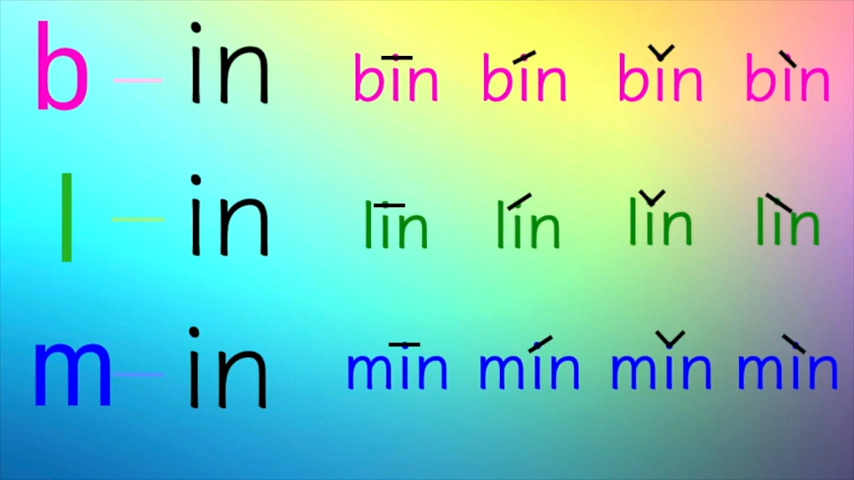 b — in bīn bín bǐn bìn
l — in līn lín lǐn lìn
m — in mīn mín mǐn mìn